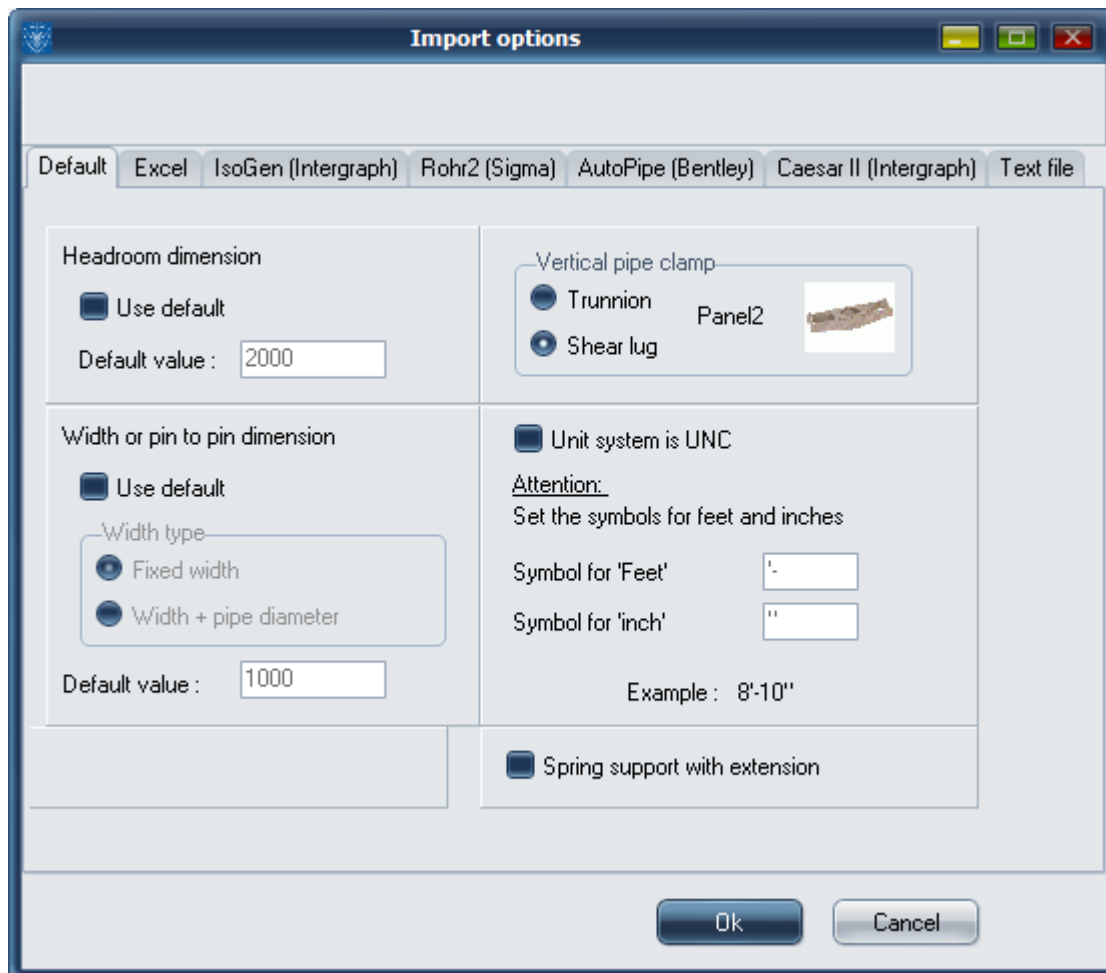 Import options
Default Excel IsoGen (Intergraph) Rohr2 (Sigma) AutoPipe (Bentley) Caesar II (Intergraph) Text file
Headroom dimension
Use default
Default value : 2000
Vertical pipe clamp
Trunnion
Panel2
Shear lug
Width or pin to pin dimension
Use default
Width type
Fixed width
Width + pipe diameter
Default value : 1000
Unit system is UNC
Attention:
Set the symbols for feet and inches
Symbol for 'Feet' '-
Symbol for 'inch' ''
Example : 8'-10''
Spring support with extension
Ok Cancel